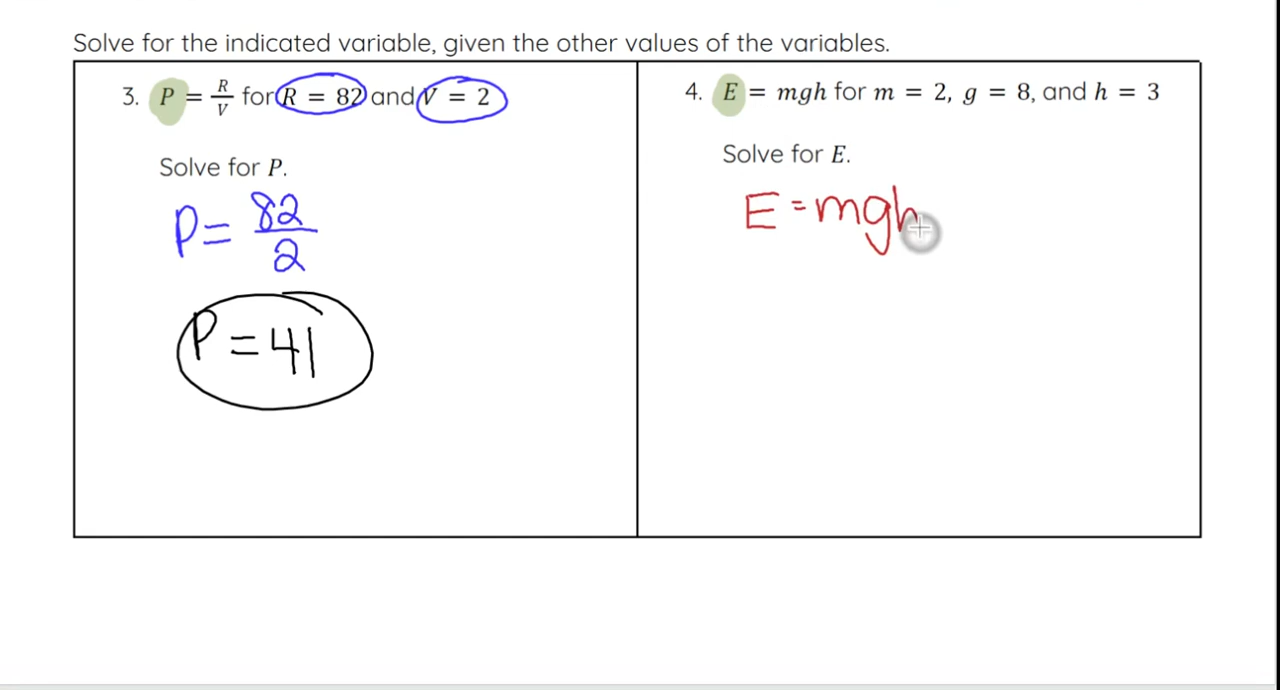 Solve for the indicated variable, given the other values of the variables.
3. P = R/V for R = 82 and V = 2
Solve for P.
P = 82/2
P = 41
4. E = mgh for m = 2, g = 8, and h = 3
Solve for E.
E = mgh